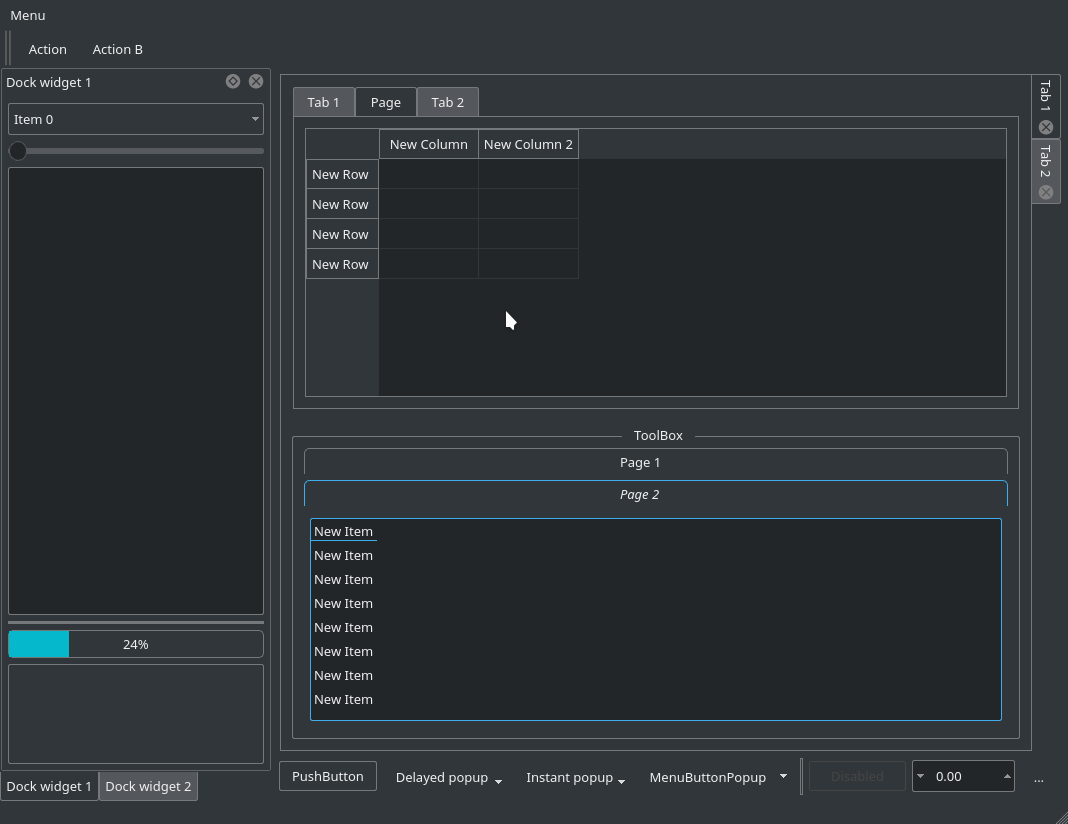 Menu
Action Action B
Dock widget 1
Item 0
24%
Dock widget 1 Dock widget 2
Tab 1 Page Tab 2
New Column New Column 2
New Row
New Row
New Row
New Row
ToolBox
Page 1
Page 2
New Item
New Item
New Item
New Item
New Item
New Item
New Item
New Item
Tab 1
Tab 2
PushButton Delayed popup Instant popup MenuButtonPopup Disabled 0.00 ...